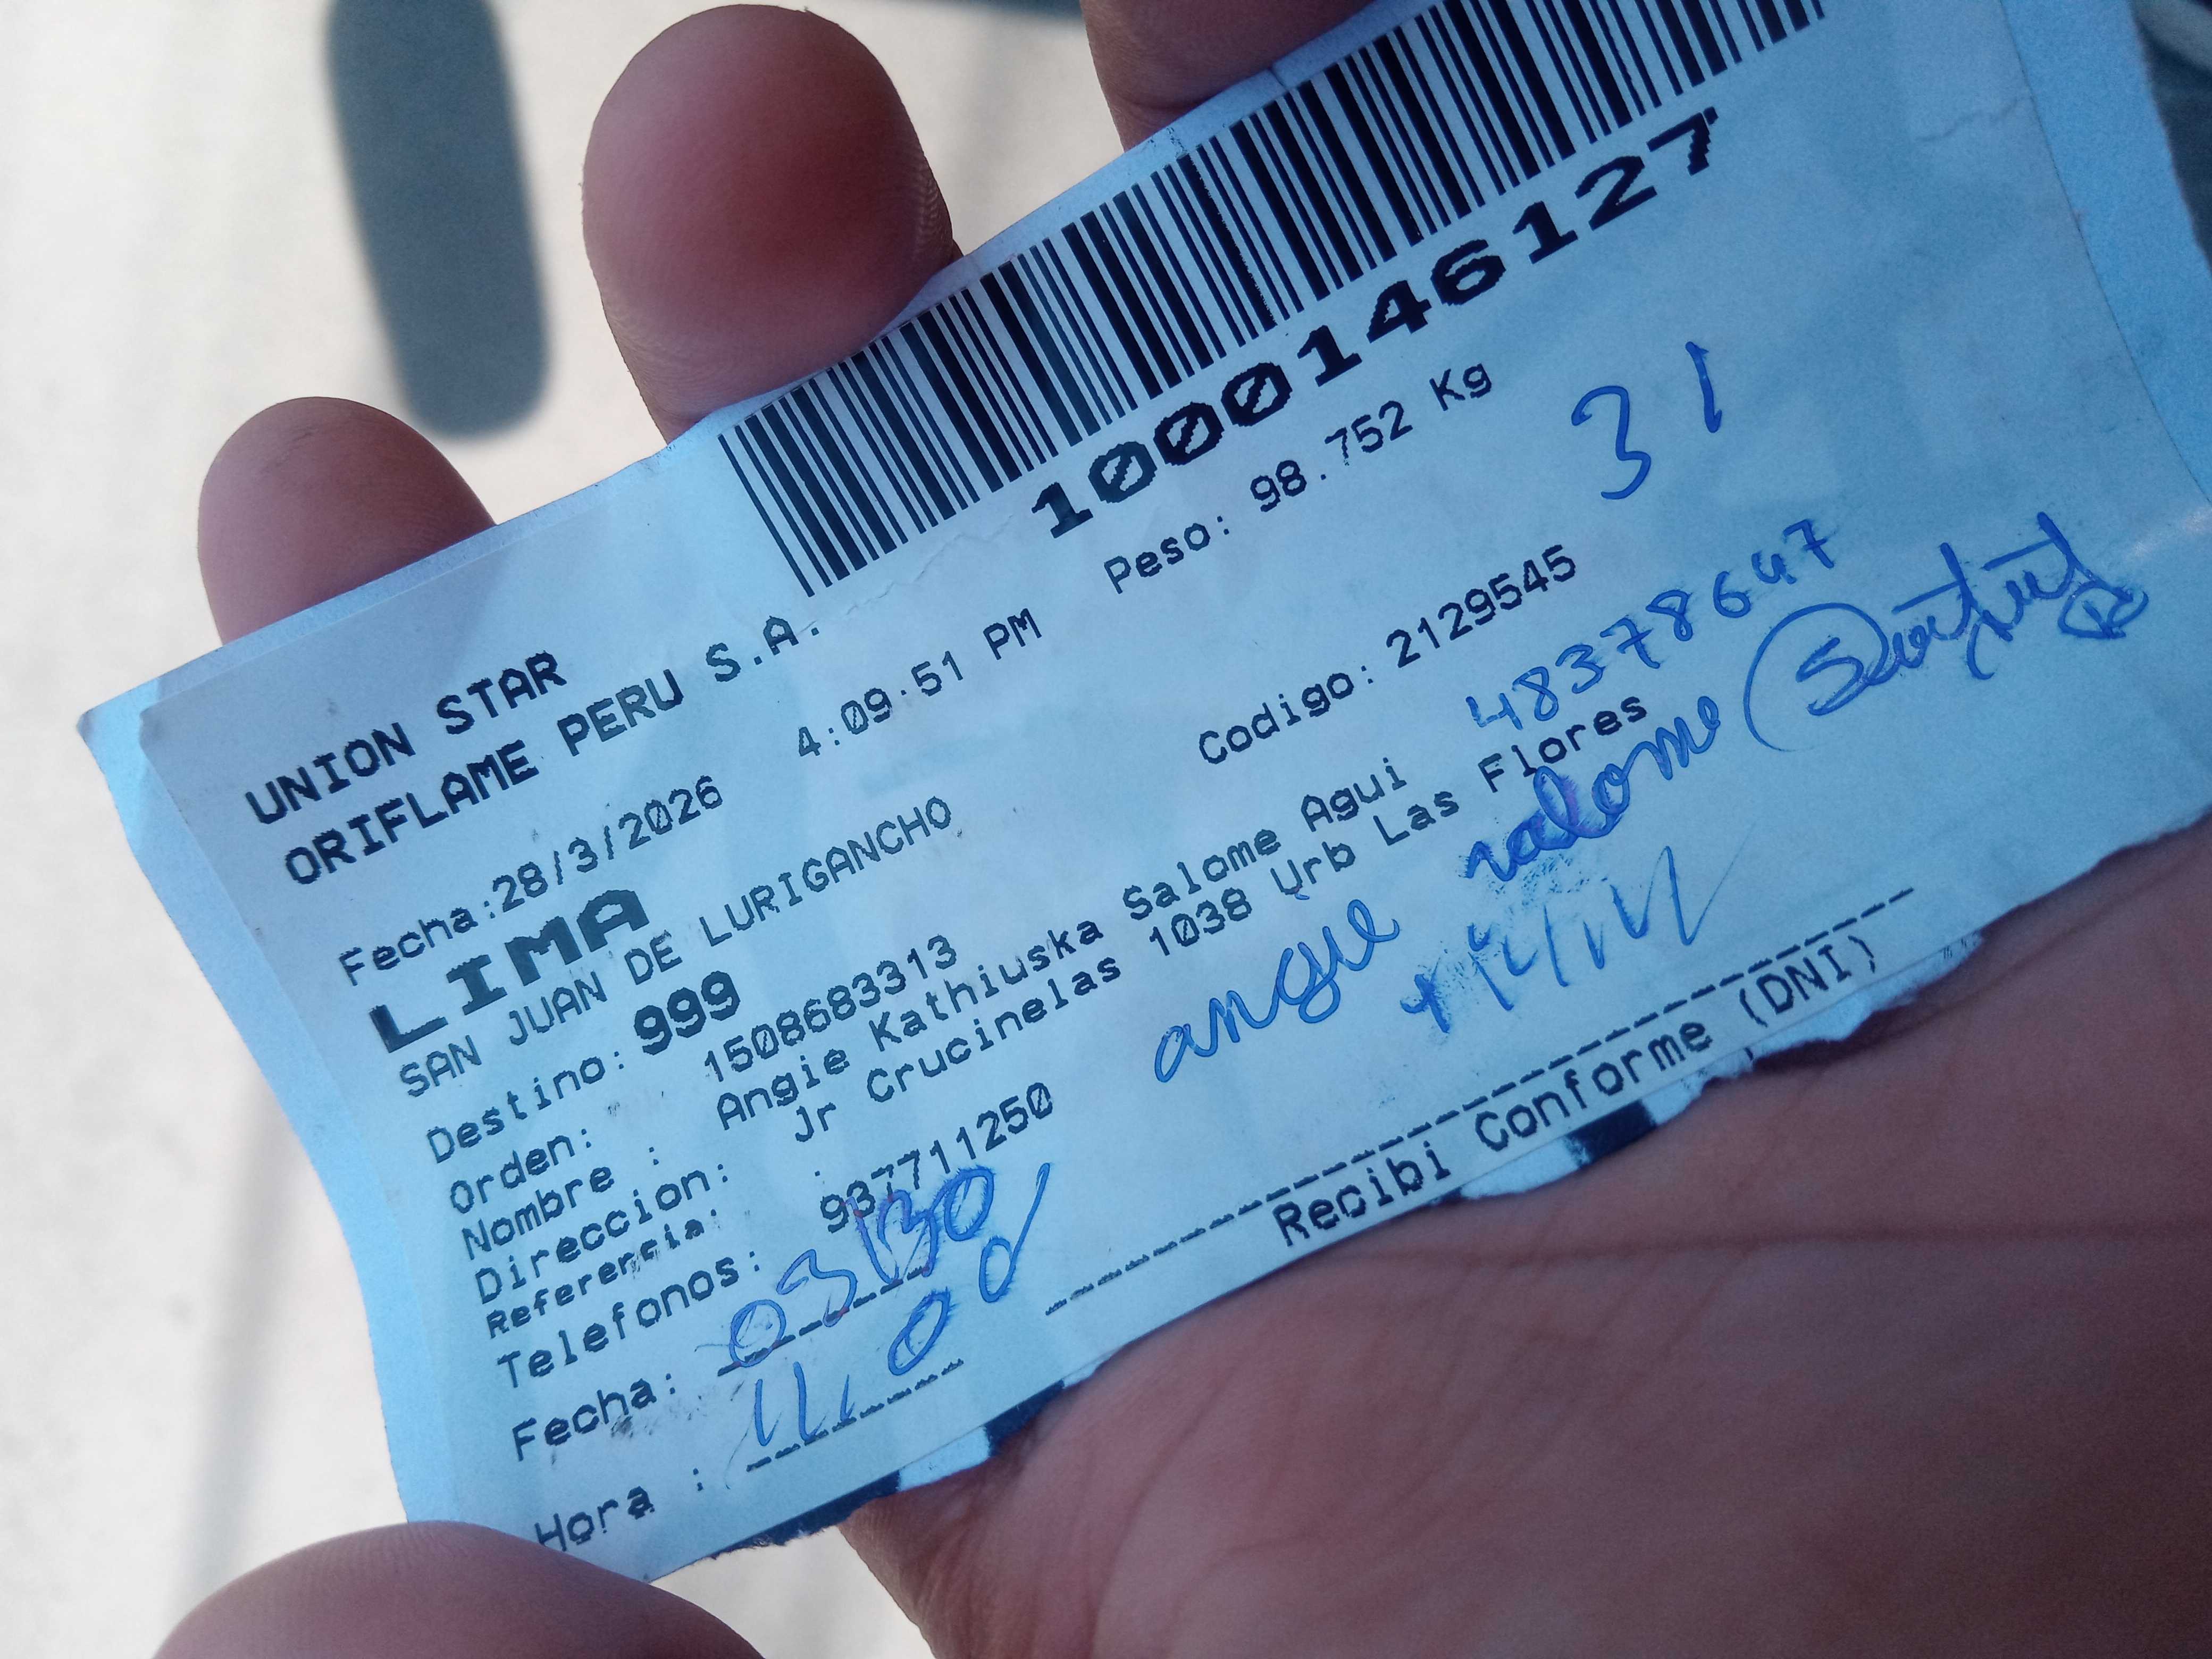 10000146127
UNION STAR
ORIFLAME PERU S.A.
Fecha:28/3/2026 4:09:51 PM Peso: 98.752 Kg
31
LIMA
SAN JUAN DE LURIGANCHO
Destino: 999 Codigo: 2129545
Orden: 1508683313
48378647
Nombre : Angie Kathiuska Salome Agui
Direccion: Jr Crucinelas 1038 Urb Las Flores
Referencia: .
angie salome
Telefonos: 937711250
Fecha:
Hora : 11,00
Recibi Conforme (DNI)